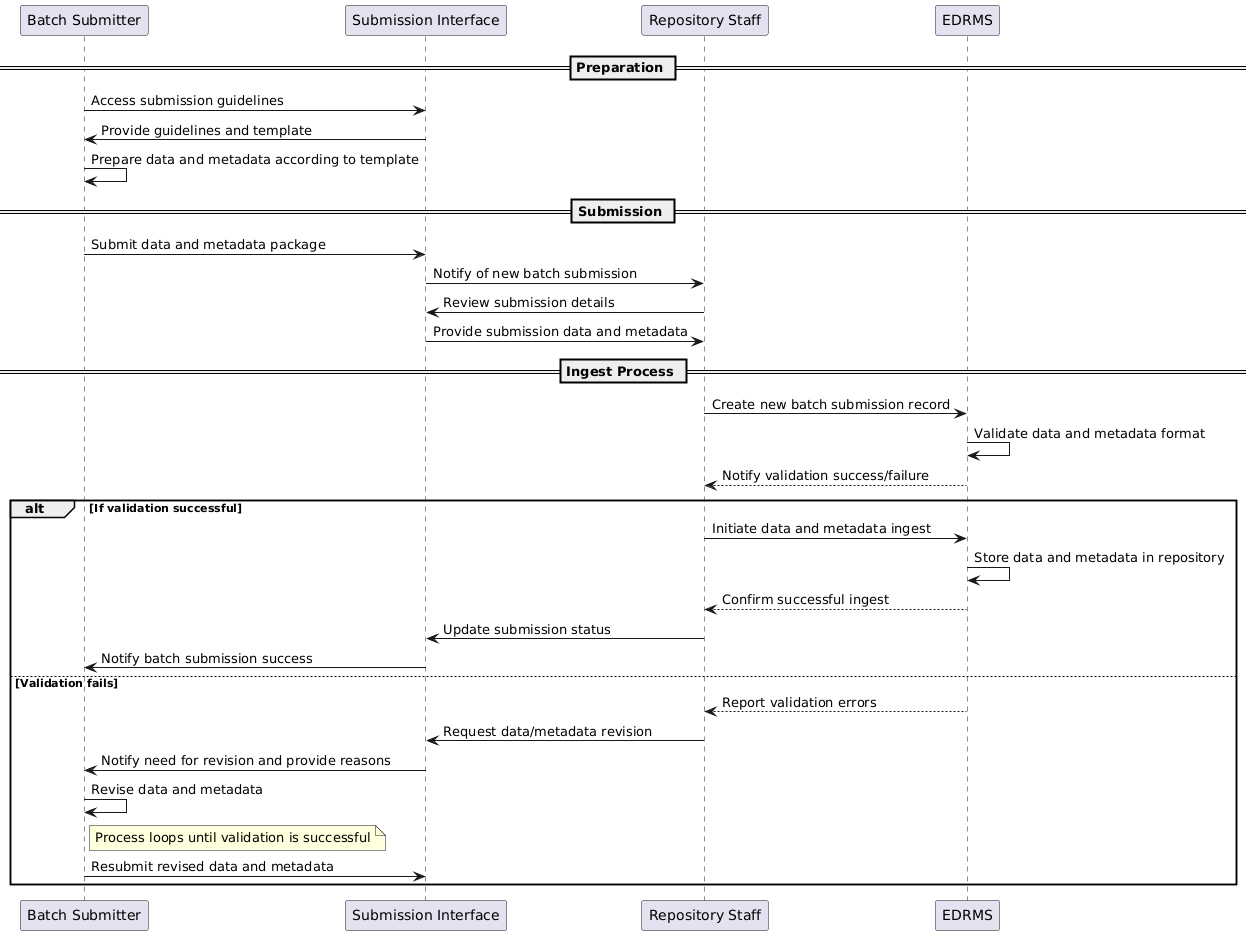 Batch Submitter
Submission Interface
Repository Staff
EDRMS
Preparation
Access submission guidelines
Provide guidelines and template
Prepare data and metadata according to template
Submission
Submit data and metadata package
Notify of new batch submission
Review submission details
Provide submission data and metadata
Ingest Process
Create new batch submission record
Validate data and metadata format
Notify validation success/failure
alt [If validation successful]
Initiate data and metadata ingest
Store data and metadata in repository
Confirm successful ingest
Update submission status
Notify batch submission success
[Validation fails]
Report validation errors
Request data/metadata revision
Notify need for revision and provide reasons
Revise data and metadata
Process loops until validation is successful
Resubmit revised data and metadata
Batch Submitter
Submission Interface
Repository Staff
EDRMS